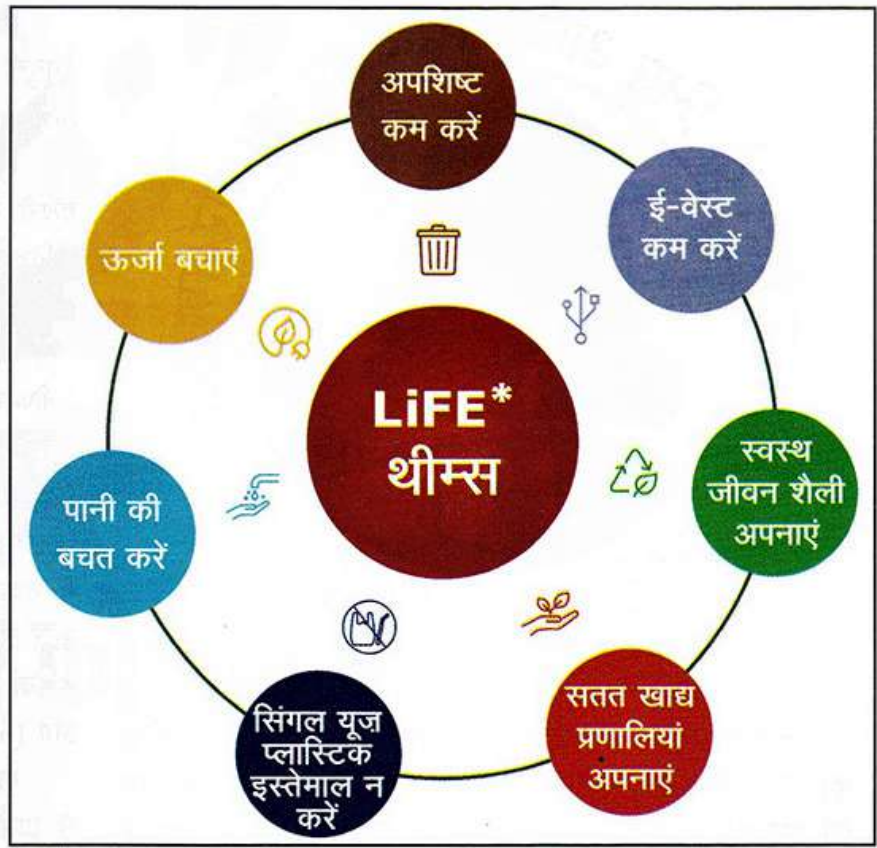 अपशिष्ट
कम करें
ई-वेस्ट
कम करें
ऊर्जा बचाएं
LiFE*
थीम्स
स्वस्थ
जीवन शैली
अपनाएं
पानी की
बचत करें
सतत खाद्य
प्रणालियां
अपनाएं
सिंगल यूज़
प्लास्टिक
इस्तेमाल न
करें